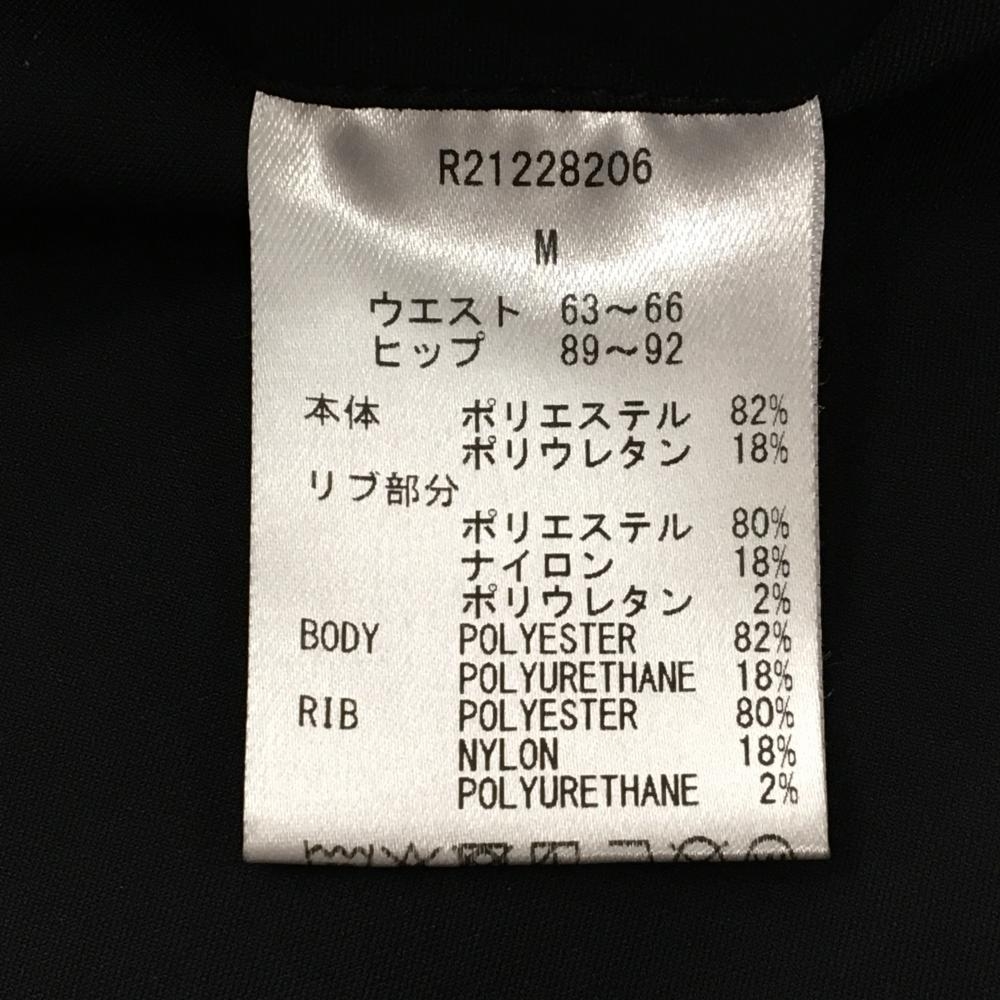 R21228206
M
ウエスト 63～66
ヒップ 89～92
本体 ポリエステル 82%
ポリウレタン 18%
リブ部分
ポリエステル 80%
ナイロン 18%
ポリウレタン 2%
BODY POLYESTER 82%
POLYURETHANE 18%
RIB POLYESTER 80%
NYLON 18%
POLYURETHANE 2%